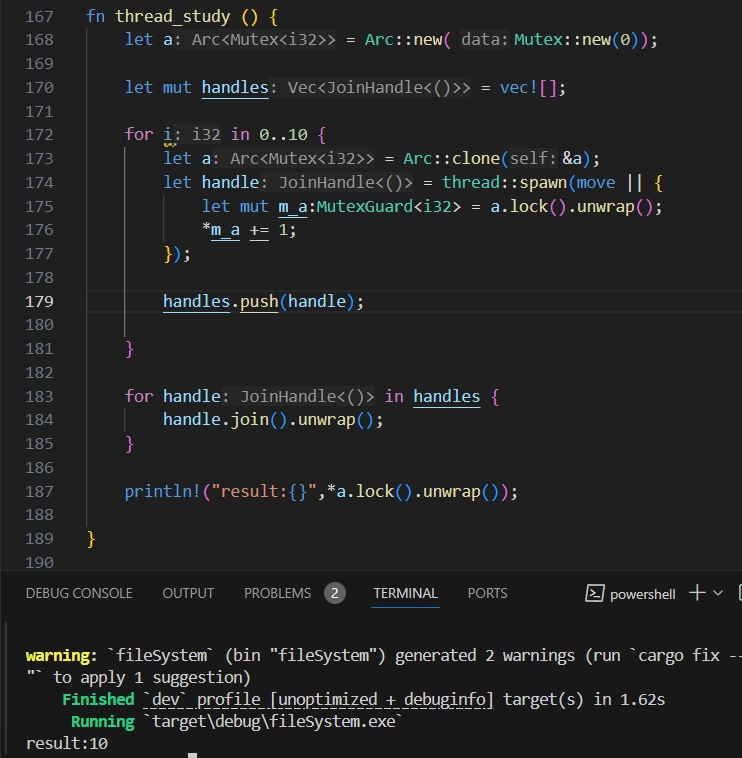 167 fn thread_study () {
168     let a: Arc<Mutex<i32>> = Arc::new( data: Mutex::new(0));
169
170     let mut handles: Vec<JoinHandle<()>> = vec![];
171
172     for i: i32 in 0..10 {
173         let a: Arc<Mutex<i32>> = Arc::clone(self: &a);
174         let handle: JoinHandle<()> = thread::spawn(move || {
175             let mut m_a:MutexGuard<i32> = a.lock().unwrap();
176             *m_a += 1;
177         });
178
179         handles.push(handle);
180
181     }
182
183     for handle: JoinHandle<()> in handles {
184         handle.join().unwrap();
185     }
186
187     println!("result:{}",*a.lock().unwrap());
188
189 }
190
DEBUG CONSOLE OUTPUT PROBLEMS 2 TERMINAL PORTS powershell
warning: `fileSystem` (bin "fileSystem") generated 2 warnings (run `cargo fix --
"` to apply 1 suggestion)
    Finished `dev` profile [unoptimized + debuginfo] target(s) in 1.62s
     Running `target\debug\fileSystem.exe`
result:10